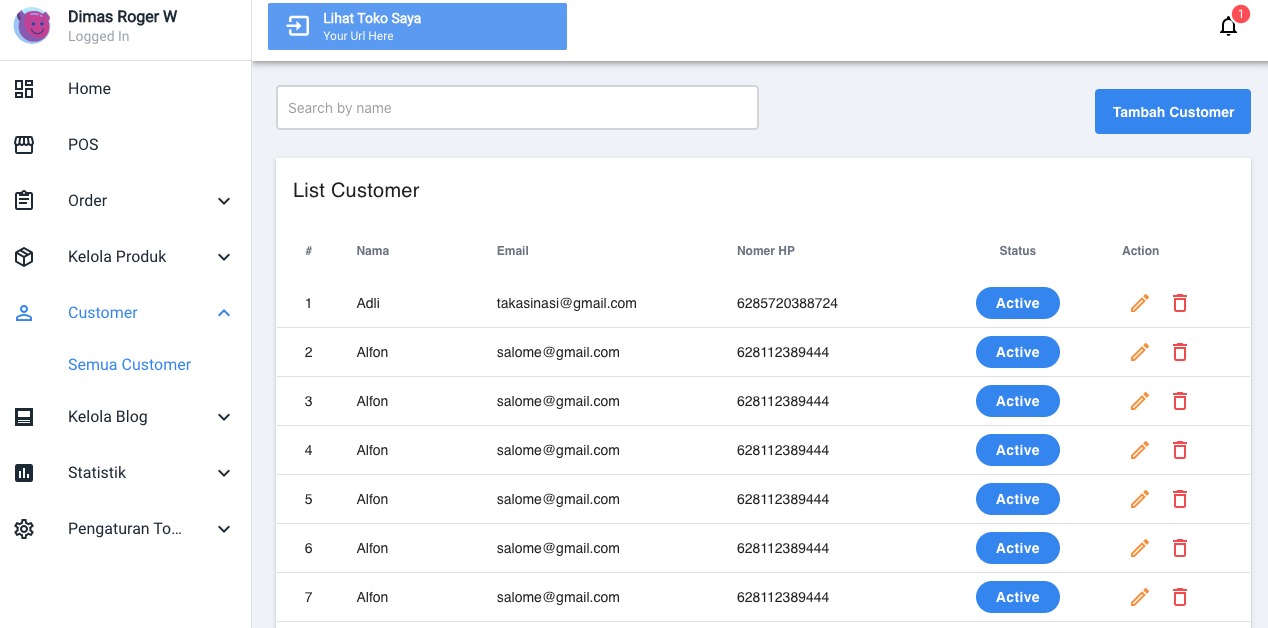 Dimas Roger W
Logged In
Lihat Toko Saya
Your Url Here
1
Home
POS
Order
Kelola Produk
Customer
Semua Customer
Kelola Blog
Statistik
Pengaturan To...
Search by name
Tambah Customer
List Customer
# Nama Email Nomer HP Status Action
1 Adli takasinasi@gmail.com 6285720388724 Active
2 Alfon salome@gmail.com 628112389444 Active
3 Alfon salome@gmail.com 628112389444 Active
4 Alfon salome@gmail.com 628112389444 Active
5 Alfon salome@gmail.com 628112389444 Active
6 Alfon salome@gmail.com 628112389444 Active
7 Alfon salome@gmail.com 628112389444 Active